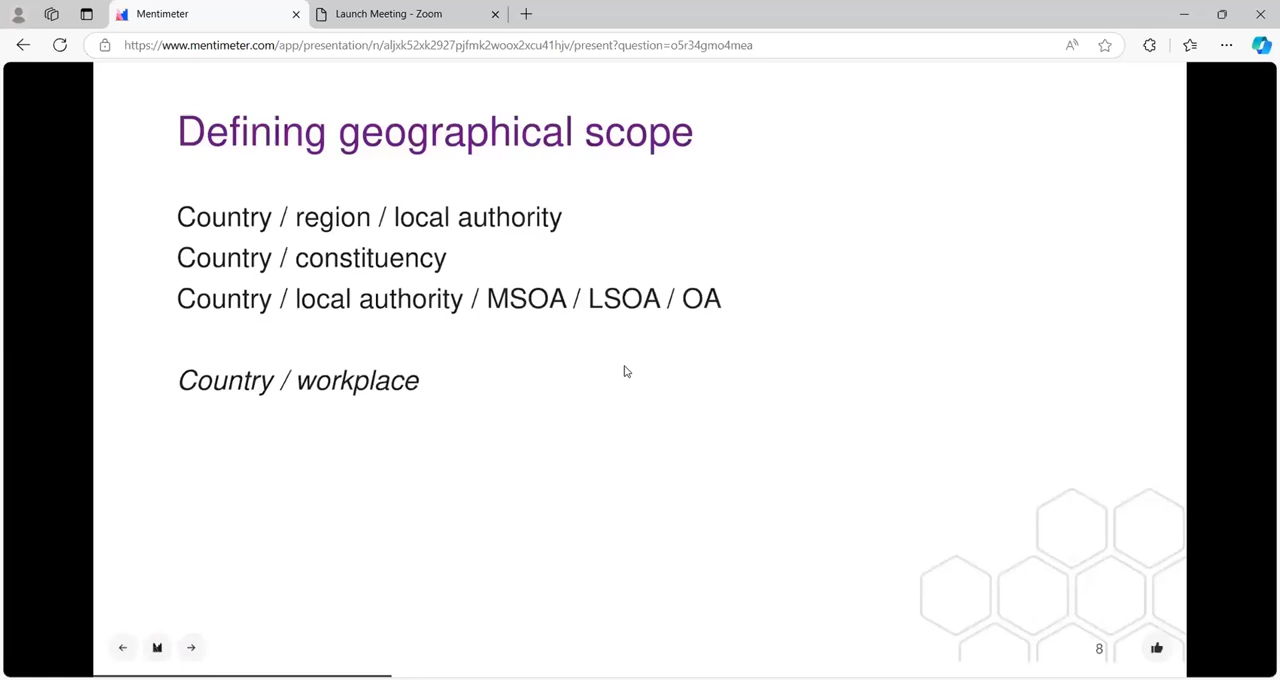 Mentimeter
Launch Meeting - Zoom
https://www.mentimeter.com/app/presentation/n/aljxk52xk2927pjfmk2woox2xcu41hjv/present?question=o5r34gmo4mea
Defining geographical scope
Country / region / local authority
Country / constituency
Country / local authority / MSOA / LSOA / OA
Country / workplace
8